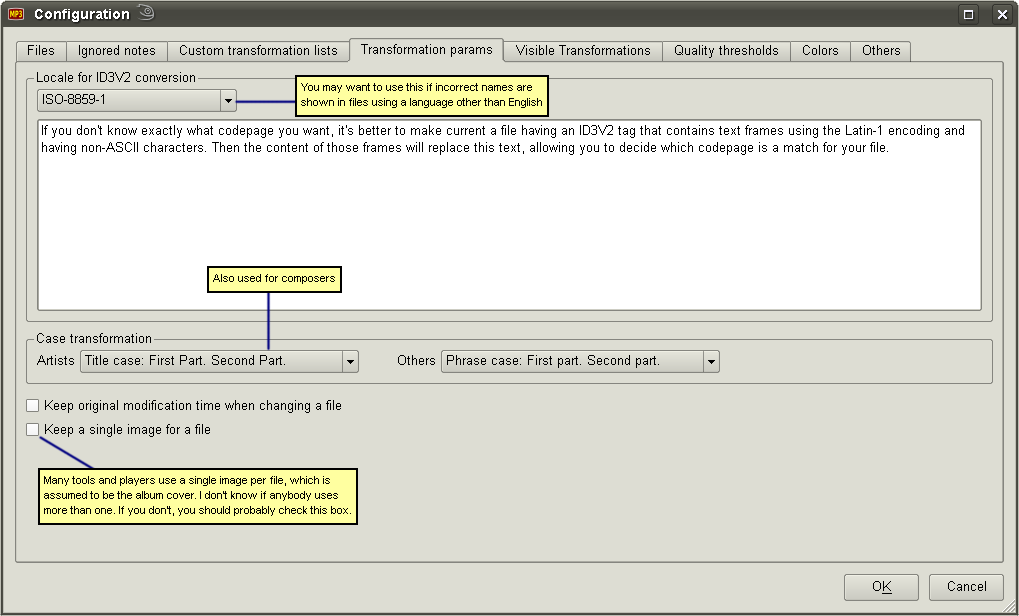 MP3 Configuration
Files Ignored notes Custom transformation lists Transformation params Visible Transformations Quality thresholds Colors Others
Locale for ID3V2 conversion
ISO-8859-1
You may want to use this if incorrect names are
shown in files using a language other than English
If you don't know exactly what codepage you want, it's better to make current a file having an ID3V2 tag that contains text frames using the Latin-1 encoding and
having non-ASCII characters. Then the content of those frames will replace this text, allowing you to decide which codepage is a match for your file.
Also used for composers
Case transformation
Artists Title case: First Part. Second Part. Others Phrase case: First part. Second part.
Keep original modification time when changing a file
Keep a single image for a file
Many tools and players use a single image per file, which is
assumed to be the album cover. I don't know if anybody uses
more than one. If you don't, you should probably check this box.
OK Cancel